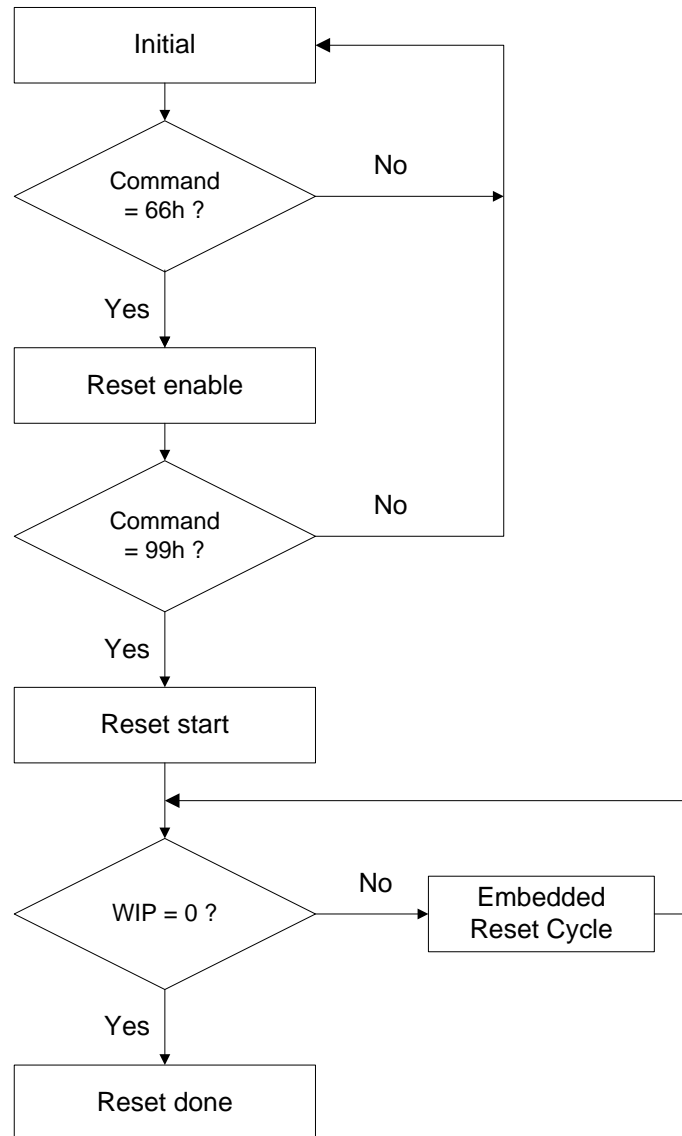 Initial
Command
= 66h ?
No
Yes
Reset enable
Command
= 99h ?
No
Yes
Reset start
WIP = 0 ?
No
Embedded
Reset Cycle
Yes
Reset done